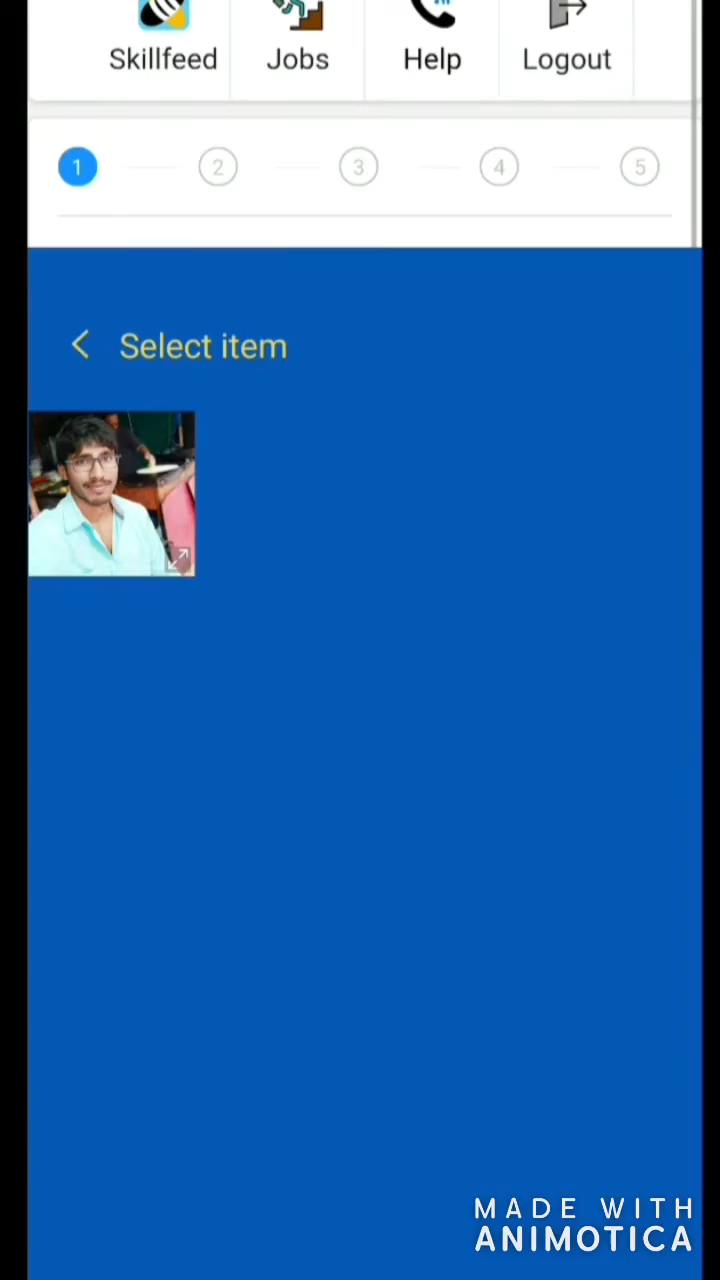 Skillfeed Jobs Help Logout
1 2 3 4 5
Select item
MADE WITH
ANIMOTICA